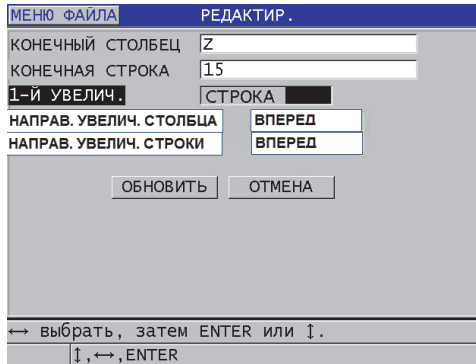 МЕНЮ ФАЙЛА РЕДАКТИР.
КОНЕЧНЫЙ СТОЛБЕЦ Z
КОНЕЧНАЯ СТРОКА 15
1-Й УВЕЛИЧ. СТРОКА
НАПРАВ. УВЕЛИЧ. СТОЛБЦА ВПЕРЕД
НАПРАВ. УВЕЛИЧ. СТРОКИ ВПЕРЕД
ОБНОВИТЬ ОТМЕНА
↔ выбрать, затем ENTER или ↕.
↕,↔,ENTER